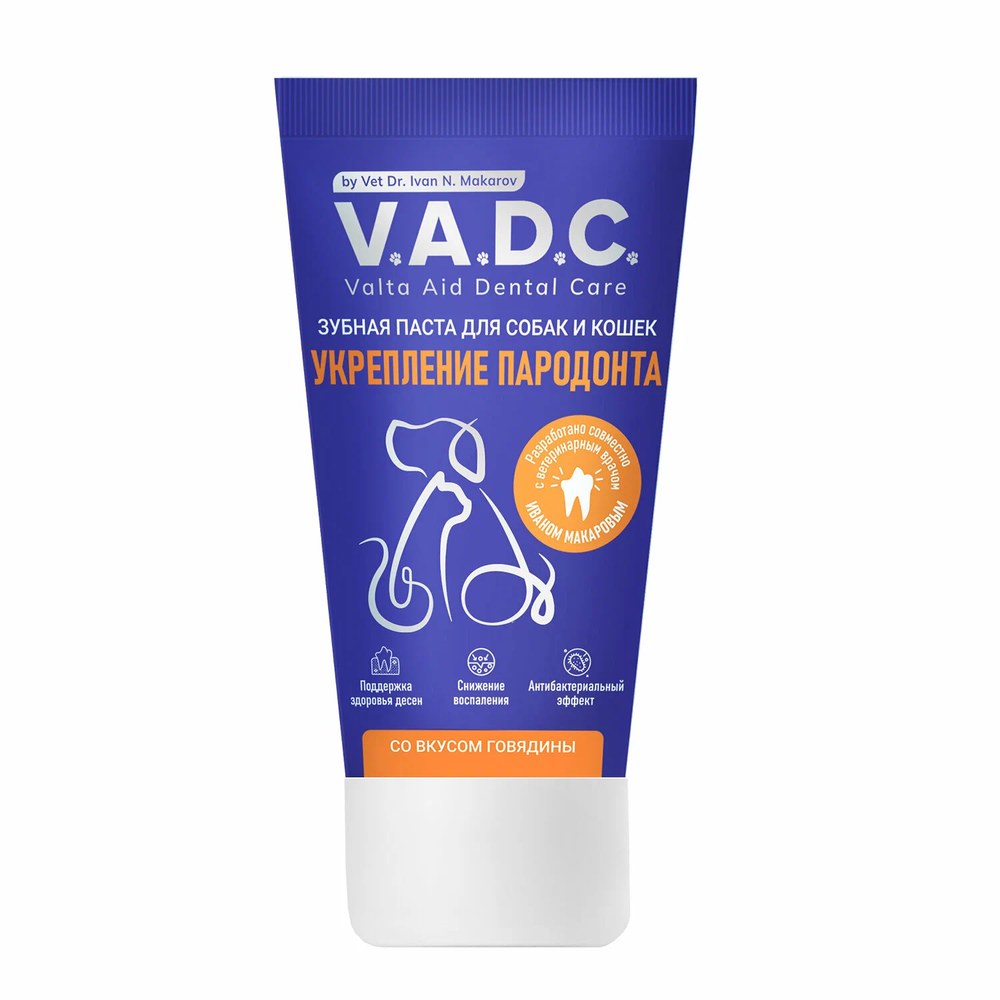 by Vet Dr. Ivan N. Makarov
V.A.D.C.
Valta Aid Dental Care
ЗУБНАЯ ПАСТА ДЛЯ СОБАК И КОШЕК
УКРЕПЛЕНИЕ ПАРОДОНТА
Разработано совместно
с ветеринарным врачом
ИВАНОМ МАКАРОВЫМ
Поддержка
здоровья десен
Снижение
воспаления
Антибактериальный
эффект
СО ВКУСОМ ГОВЯДИНЫ